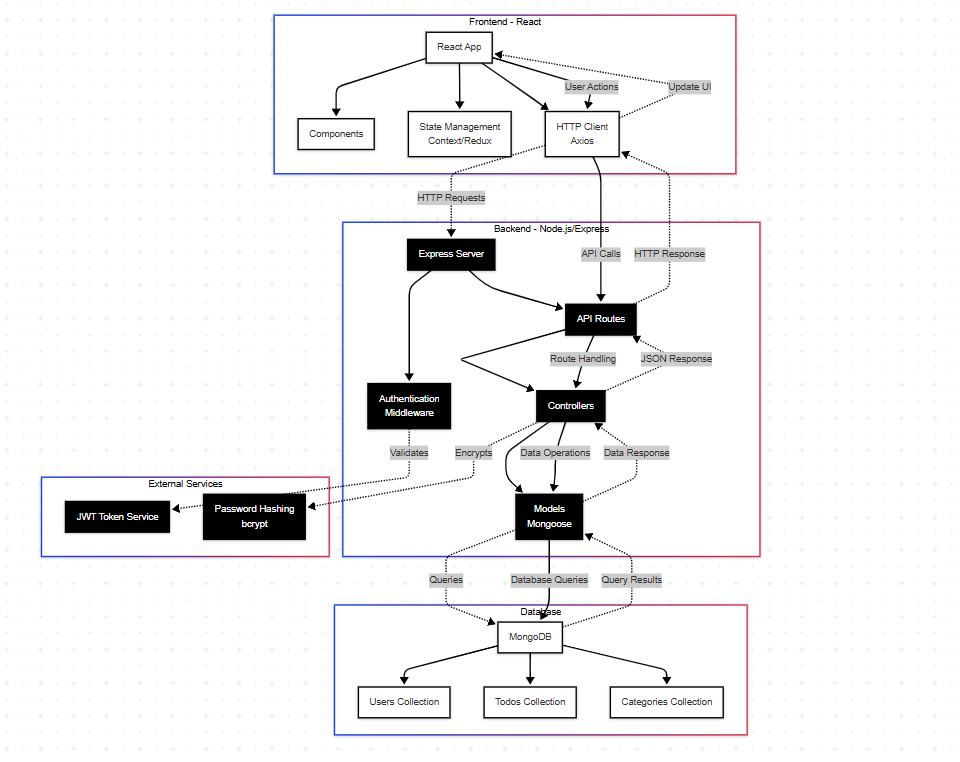 Frontend - React
React App
User Actions
Update UI
Components
State Management
Context/Redux
HTTP Client
Axios
HTTP Requests
Backend - Node.js/Express
Express Server
API Calls
HTTP Response
API Routes
Route Handling
JSON Response
Authentication
Middleware
Controllers
Validates
Encrypts
Data Operations
Data Response
External Services
JWT Token Service
Password Hashing
bcrypt
Models
Mongoose
Queries
Database Queries
Query Results
Database
MongoDB
Users Collection
Todos Collection
Categories Collection